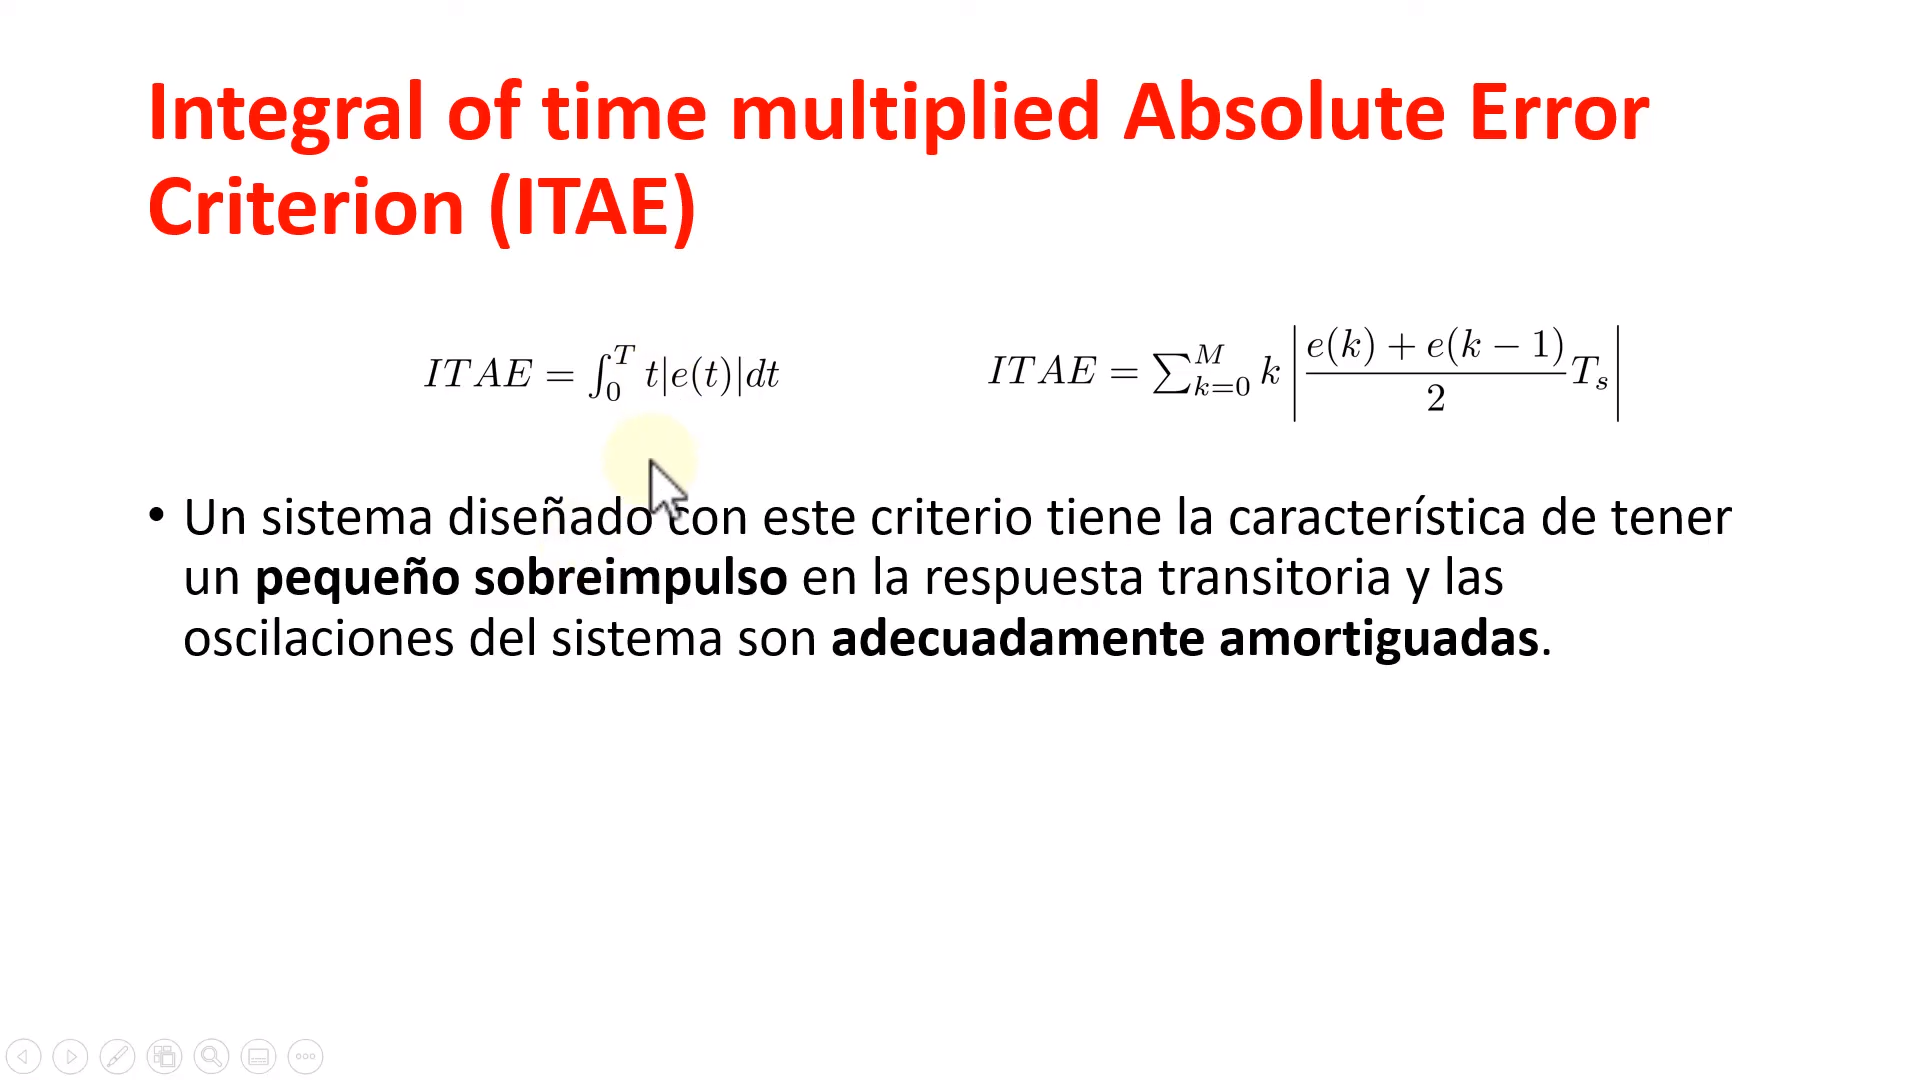 Integral of time multiplied Absolute Error
Criterion (ITAE)
$ITAE = \int_0^T t|e(t)|dt$
$ITAE = \sum_{k=0}^{M} k \left| \frac{e(k) + e(k-1)}{2} T_s \right|$
• Un sistema diseñado con este criterio tiene la característica de tener
un pequeño sobreimpulso en la respuesta transitoria y las
oscilaciones del sistema son adecuadamente amortiguadas.